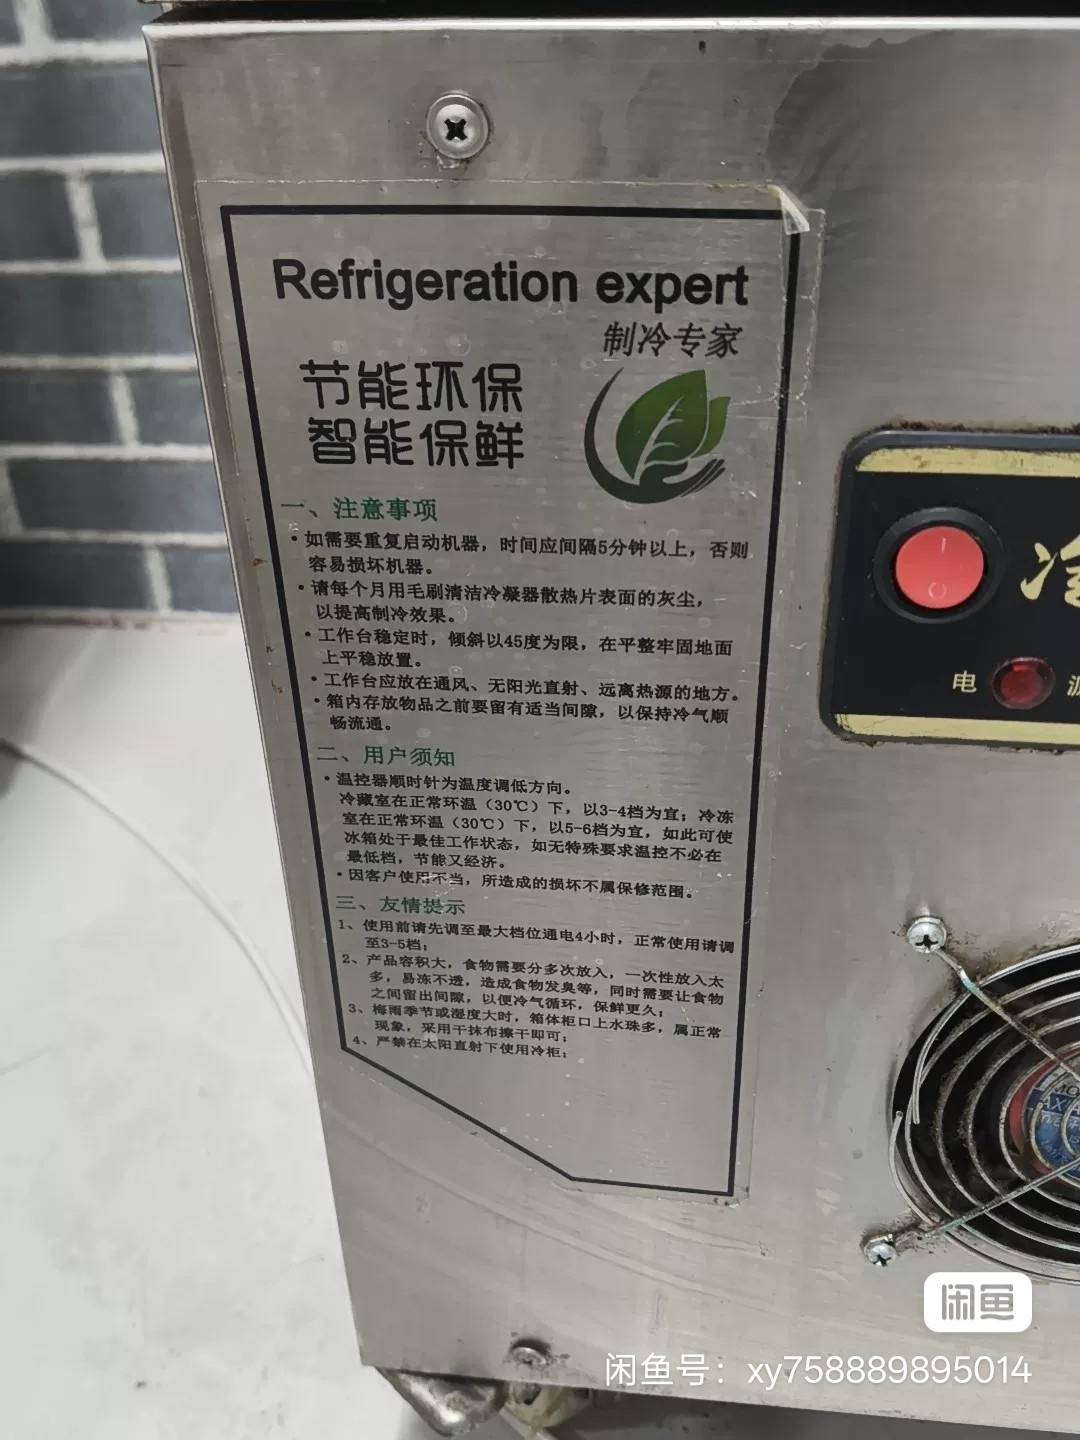 Refrigeration expert
制冷专家
节能环保
智能保鲜
一、注意事项
·如需要重复启动机器，时间应间隔5分钟以上，否则
容易损坏机器。
·请每个月用毛刷清洁冷凝器散热片表面的灰尘，
以提高制冷效果。
·工作台稳定时，倾斜以45度为限，在平整牢固地面
上平稳放置。
·工作台应放在通风、无阳光直射、远离热源的地方。
·箱内存放物品之前要留有适当间隙，以保持冷气顺
畅流通。
二、用户须知
·温控器顺时针为温度调低方向。
冷藏室在正常环温（30℃）下，以3-4档为宜；冷冻
室在正常环温（30℃）下，以5-6档为宜，如此可使
冰箱处于最佳工作状态，如无特殊要求温控不必在
最低档，节能又经济。
·因客户使用不当，所造成的损坏不属保修范围。
三、友情提示
1、使用前请先调至最大档位通电4小时，正常使用请调
至3-5档；
2、产品容积大，食物需要分多次放入，一次性放入太
多，易冻不透，造成食物发臭等，同时需要让食物
之间留出间隙，以便冷气循环，保鲜更久；
3、梅雨季节或湿度大时，箱体柜口上水珠多，属正常
现象，采用干抹布擦干即可；
4、严禁在太阳直射下使用冷柜；
冷
电 源
闲鱼
闲鱼号：xy758889895014